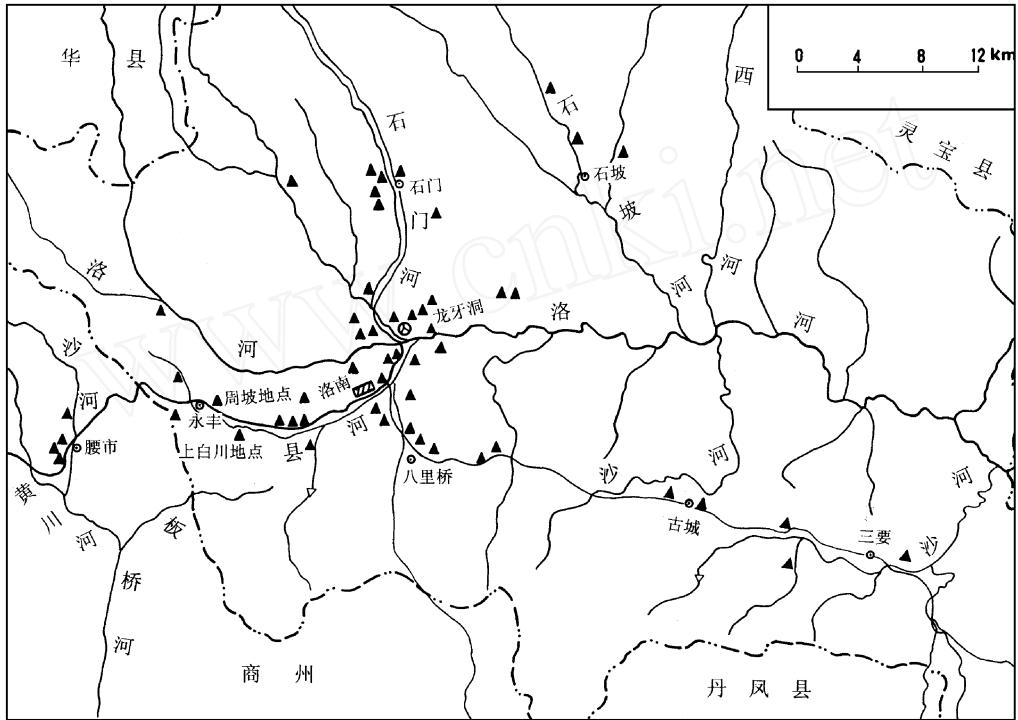 0 4 8 12 km
华县
西
石
灵宝县
石
石坡
石门
坡
门
洛
河
河
河
龙牙洞
洛
河
沙
河
河
洛南
周坡地点
永丰
上白川地点
县
河
腰市
八里桥
沙
河
河
黄川河
板
古城
三要
沙
桥
河
商州
丹凤县
www.cnki.net